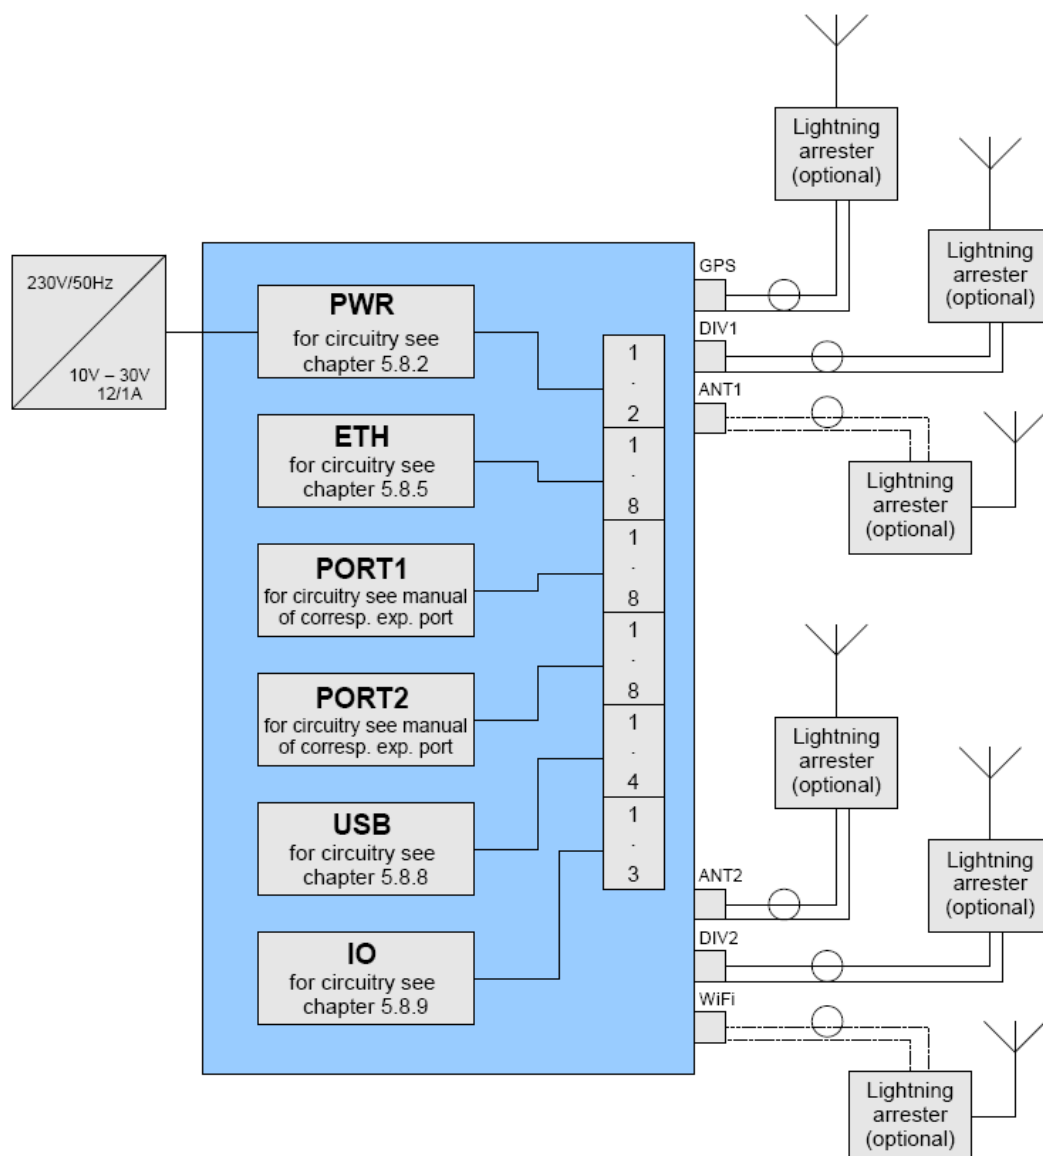 Lightning
arrester
(optional)
Lightning
arrester
(optional)
GPS
DIV1
ANT1
Lightning
arrester
(optional)
230V/50Hz
10V – 30V
12/1A
PWR
for circuitry see
chapter 5.8.2
ETH
for circuitry see
chapter 5.8.5
PORT1
for circuitry see manual
of corresp. exp. port
PORT2
for circuitry see manual
of corresp. exp. port
USB
for circuitry see
chapter 5.8.8
IO
for circuitry see
chapter 5.8.9
1
.
2
1
.
8
1
.
8
1
.
8
1
.
4
1
.
3
Lightning
arrester
(optional)
Lightning
arrester
(optional)
ANT2
DIV2
WiFi
Lightning
arrester
(optional)